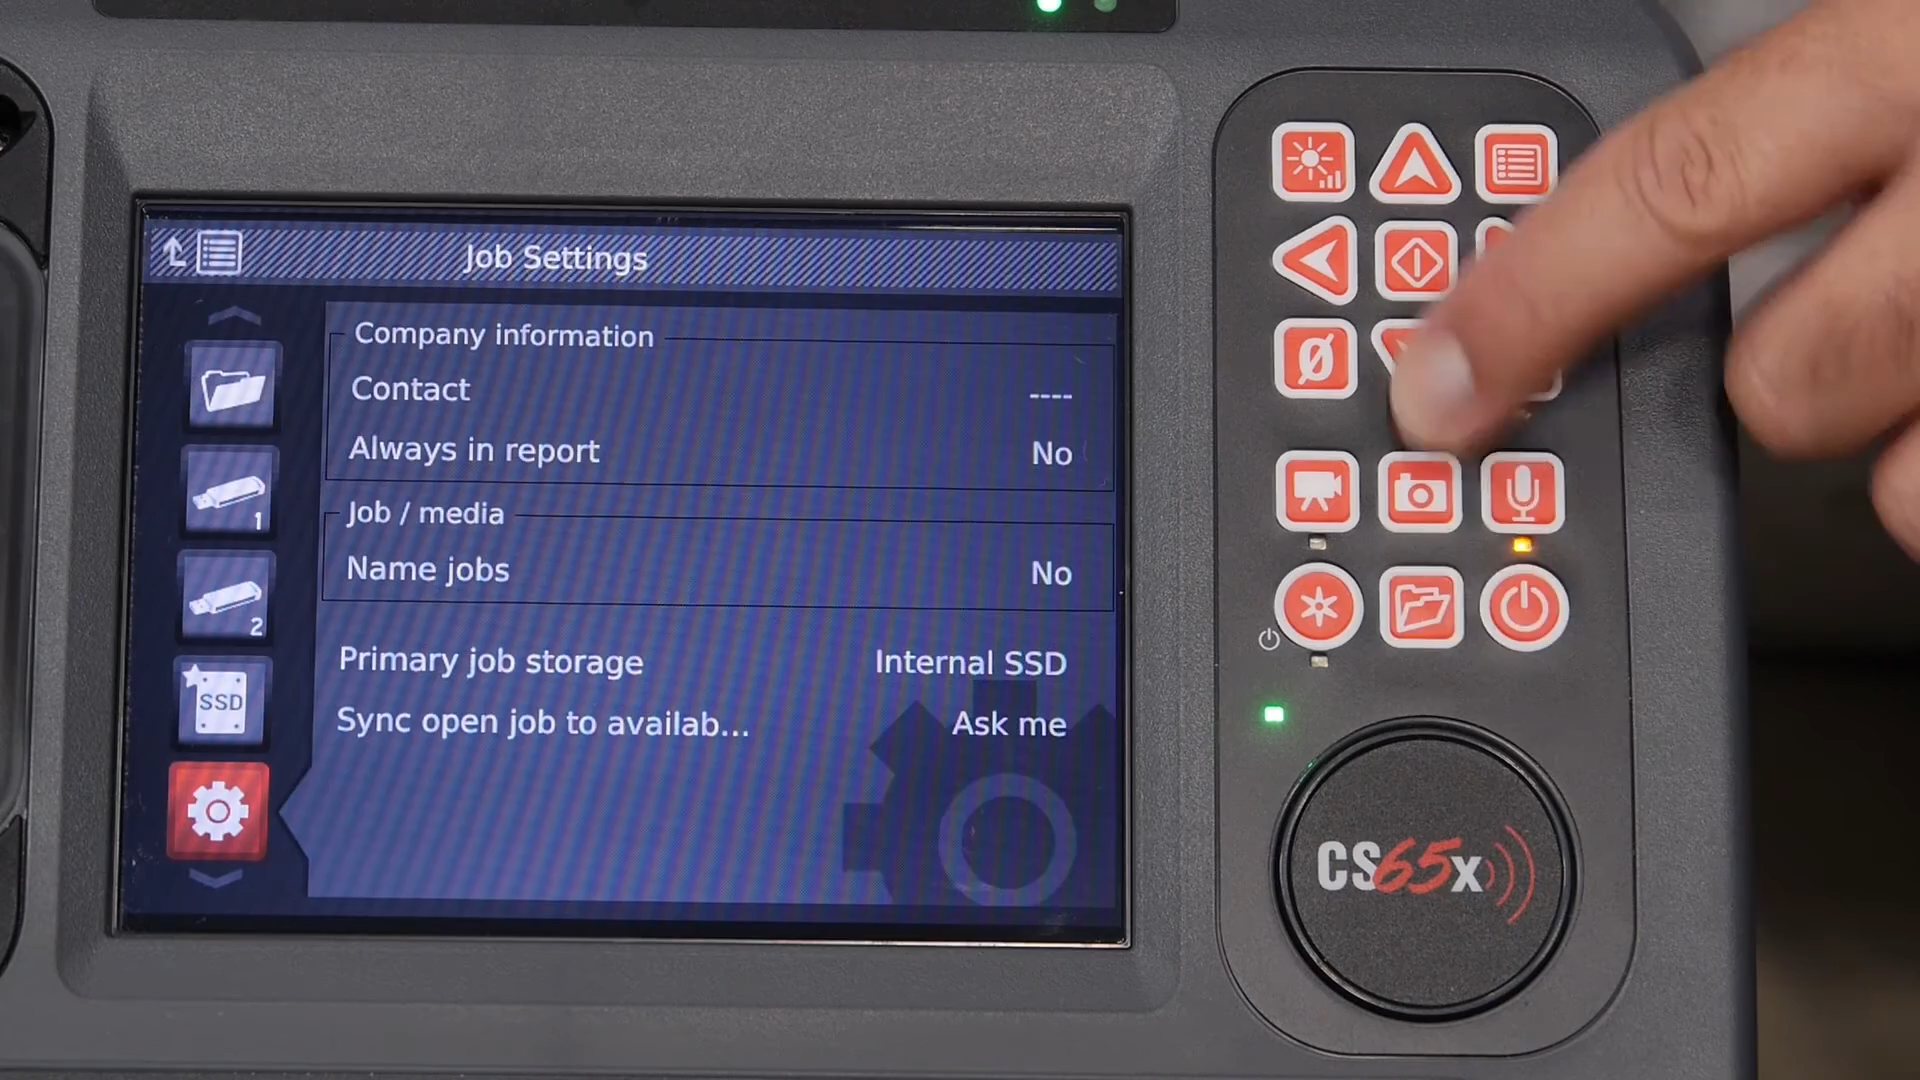 Job Settings
Company information
Contact ----
Always in report No
Job / media
Name jobs No
Primary job storage Internal SSD
Sync open job to availab... Ask me
1
2
SSD
CS65x